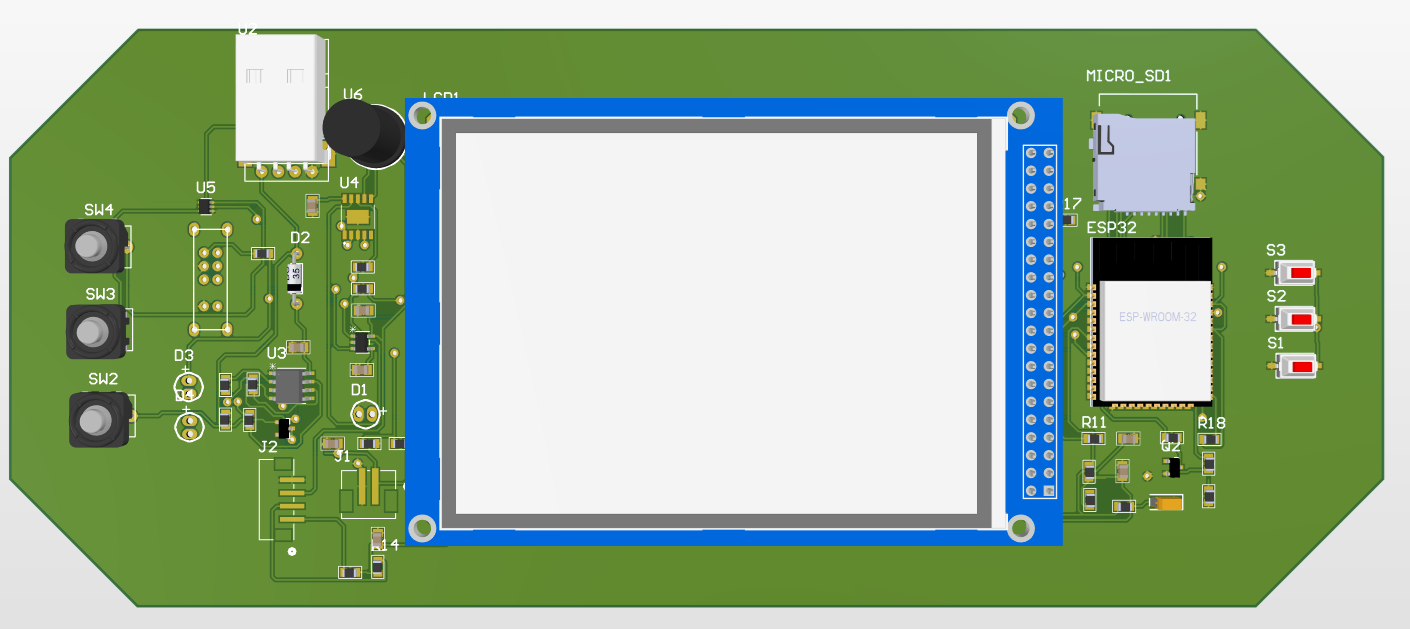 U2
MICRO_SD1
U6
LCD1
U5
U4
17
SW4
ESP32
D2
S3
35
SW3
S2
ESP-WROOM-32
*
S1
D3
U3
*
+
SW2
D1
D4
+
+
R11
R18
J2
J1
Q2
R14